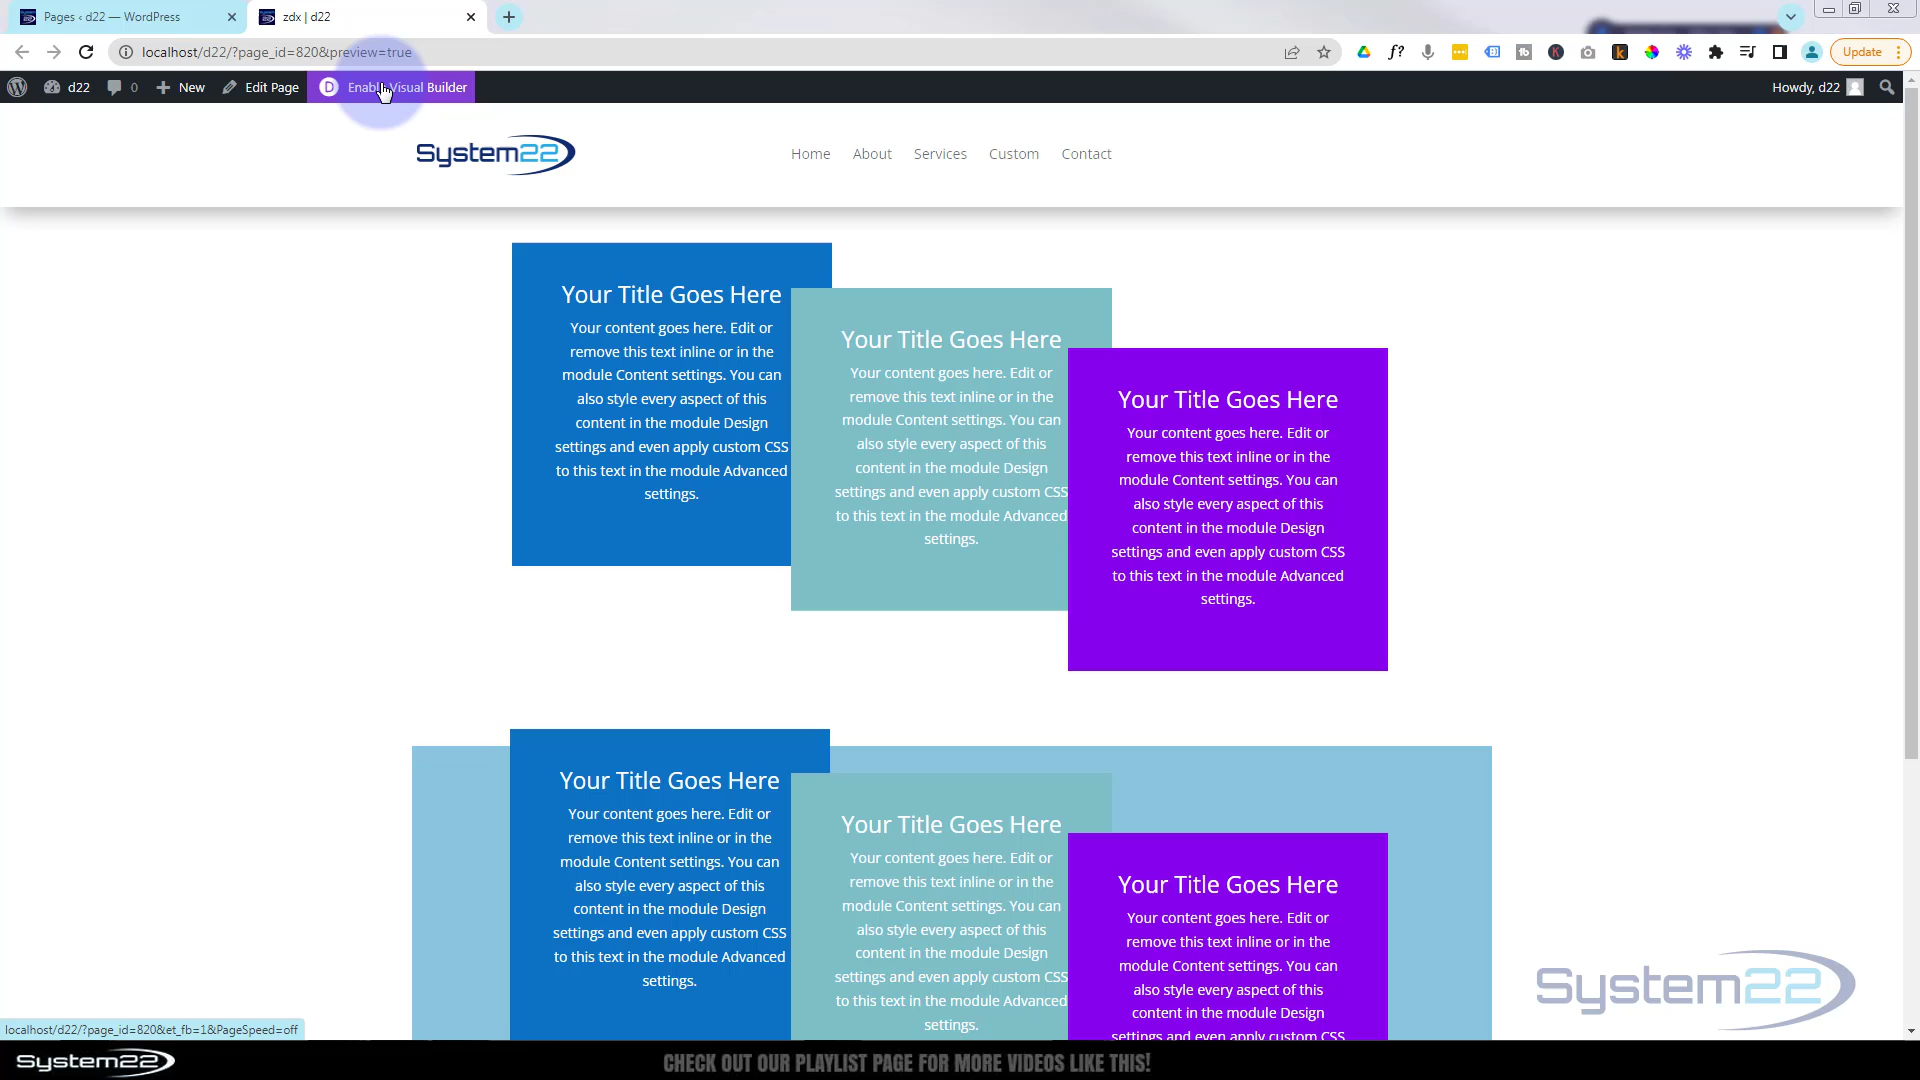 Pages ‹ d22 — WordPress
zdx | d22
localhost/d22/?page_id=820&preview=true
Update
d22
0
New
Edit Page
Enable Visual Builder
Howdy, d22
System22
Home
About
Services
Custom
Contact
Your Title Goes Here
Your content goes here. Edit or
remove this text inline or in the
module Content settings. You can
also style every aspect of this
content in the module Design
settings and even apply custom CSS
to this text in the module Advanced
settings.
Your Title Goes Here
Your content goes here. Edit or
remove this text inline or in the
module Content settings. You can
also style every aspect of this
content in the module Design
settings and even apply custom CSS
to this text in the module Advanced
settings.
Your Title Goes Here
Your content goes here. Edit or
remove this text inline or in the
module Content settings. You can
also style every aspect of this
content in the module Design
settings and even apply custom CSS
to this text in the module Advanced
settings.
Your Title Goes Here
Your content goes here. Edit or
remove this text inline or in the
module Content settings. You can
also style every aspect of this
content in the module Design
settings and even apply custom CSS
to this text in the module Advanced
settings.
Your Title Goes Here
Your content goes here. Edit or
remove this text inline or in the
module Content settings. You can
also style every aspect of this
content in the module Design
settings and even apply custom CSS
to this text in the module Advanced
settings.
Your Title Goes Here
Your content goes here. Edit or
remove this text inline or in the
module Content settings. You can
also style every aspect of this
content in the module Design
settings and even apply custom CSS
System22
localhost/d22/?page_id=820&et_fb=1&PageSpeed=off
System22
CHECK OUT OUR PLAYLIST PAGE FOR MORE VIDEOS LIKE THIS!